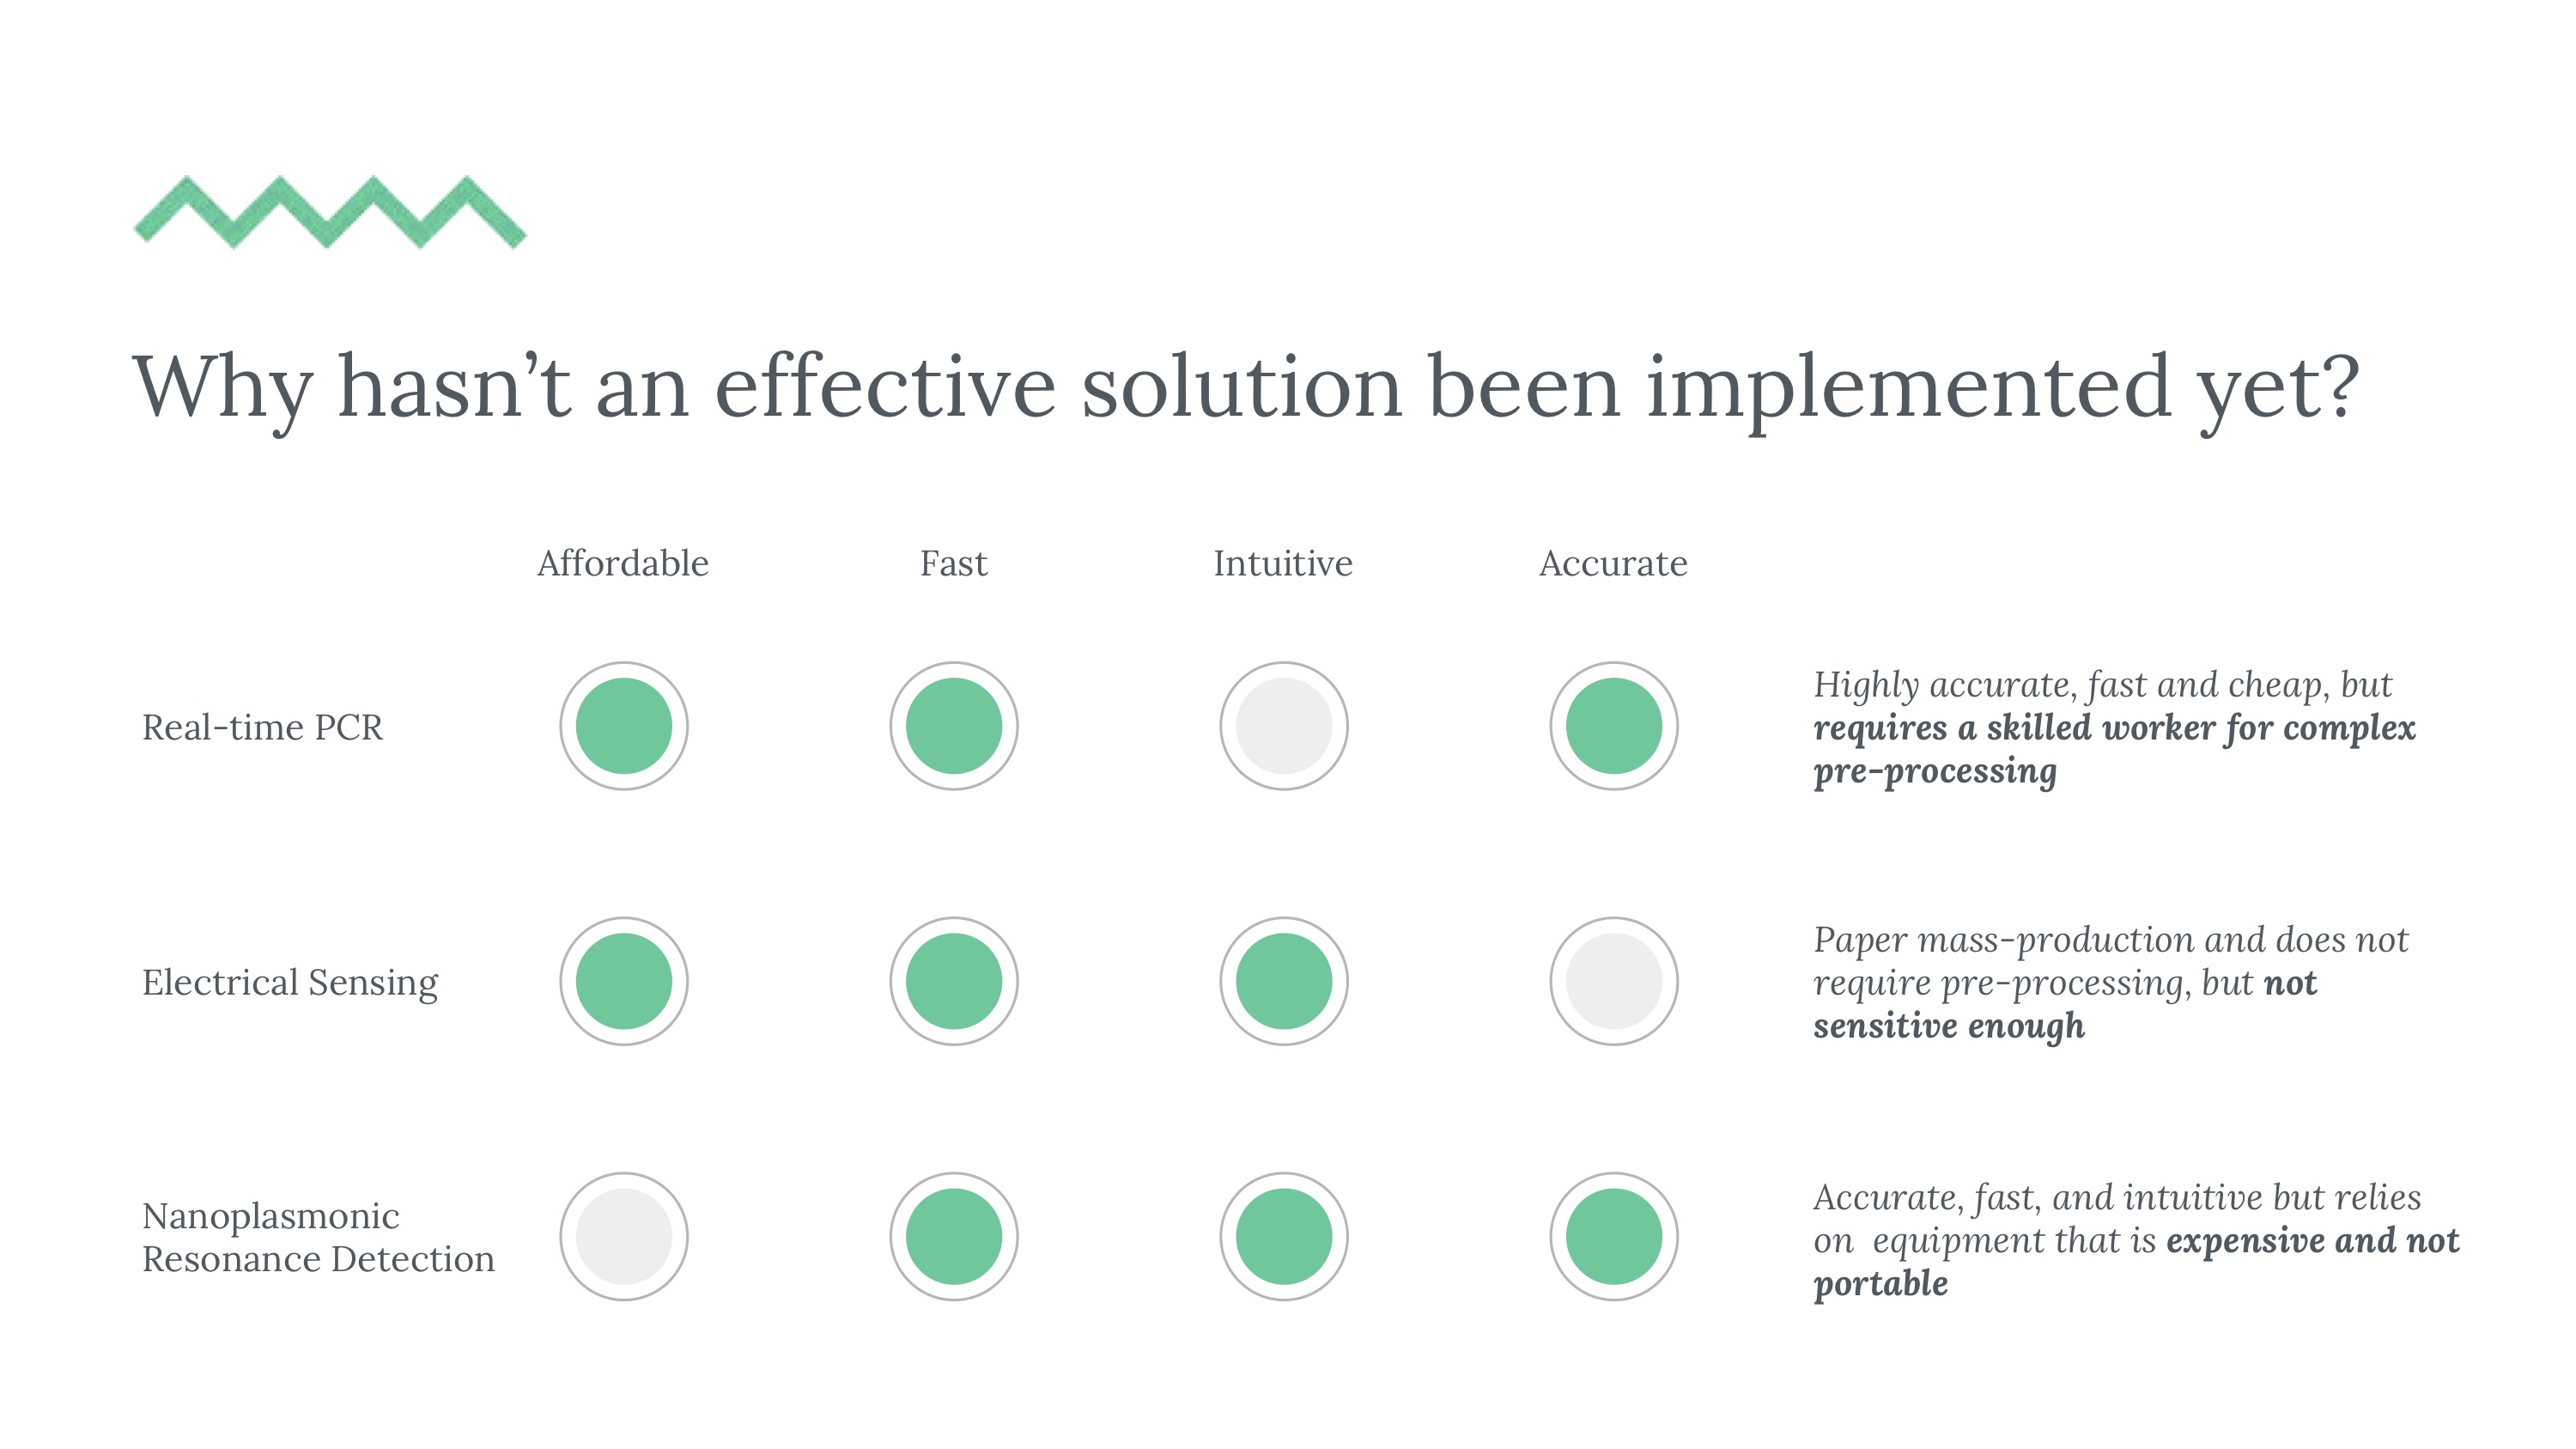 Why hasn’t an effective solution been implemented yet?
Affordable Fast Intuitive Accurate
Real-time PCR
Highly accurate, fast and cheap, but
requires a skilled worker for complex
pre-processing
Electrical Sensing
Paper mass-production and does not
require pre-processing, but not
sensitive enough
Nanoplasmonic
Resonance Detection
Accurate, fast, and intuitive but relies
on  equipment that is expensive and not
portable